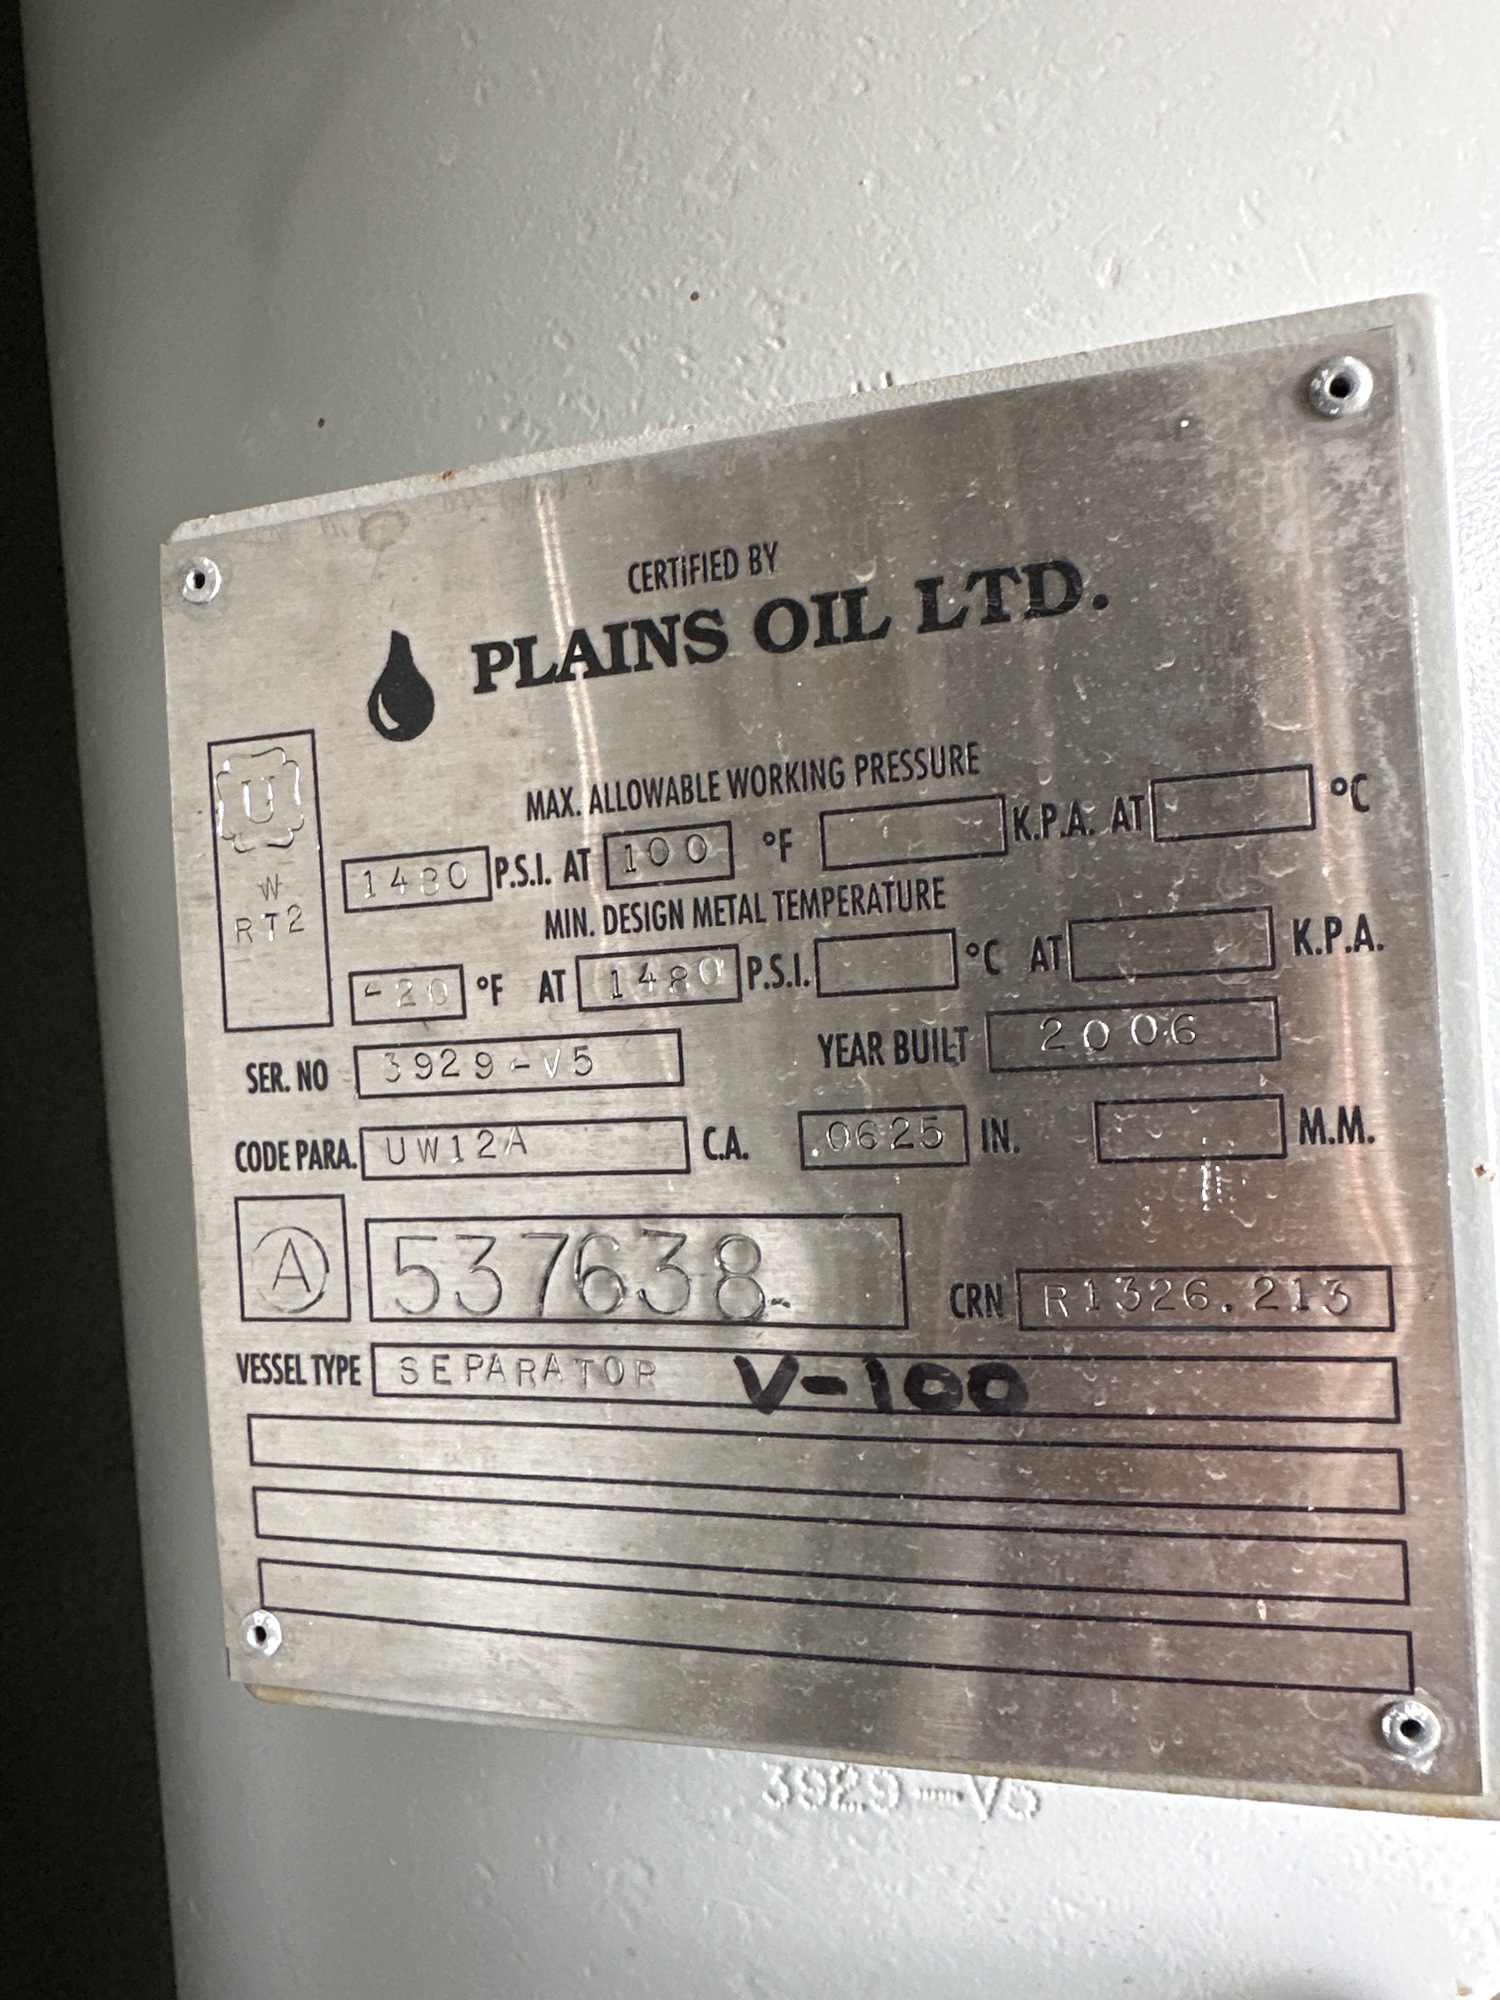 CERTIFIED BY
PLAINS OIL LTD.
U
W
RT2
MAX. ALLOWABLE WORKING PRESSURE
1480 P.S.I. AT 100 °F K.P.A. AT °C
MIN. DESIGN METAL TEMPERATURE
-20 °F AT 1480 P.S.I. °C AT K.P.A.
SER. NO 3929-V5 YEAR BUILT 2006
CODE PARA. UW12A C.A. .0625 IN. M.M.
A 537638 CRN R1326.213
VESSEL TYPE SEPARATOR V-100
3929-V5